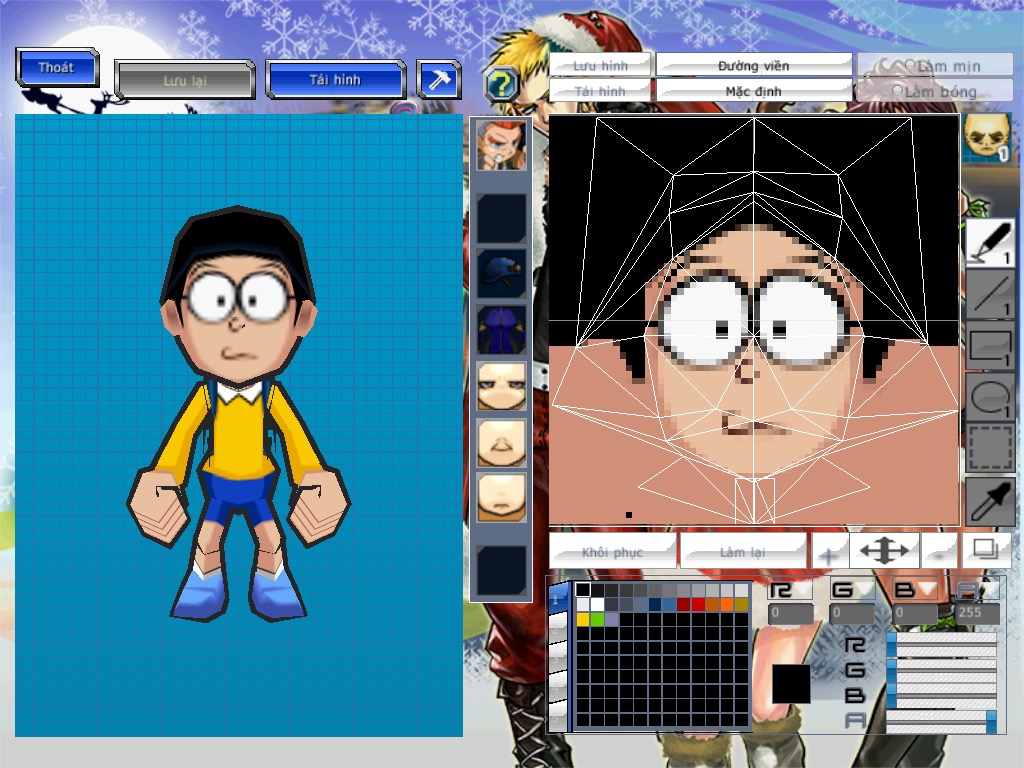 Thoát
Lưu lại
Tải hình
?
Lưu hình
Đường viền
Làm mịn
Tải hình
Mặc định
Làm bóng
1
1
1
1
1
Khôi phục
Làm lại
+
-
1
R G B A
0 0 0 255
R
G
B
A